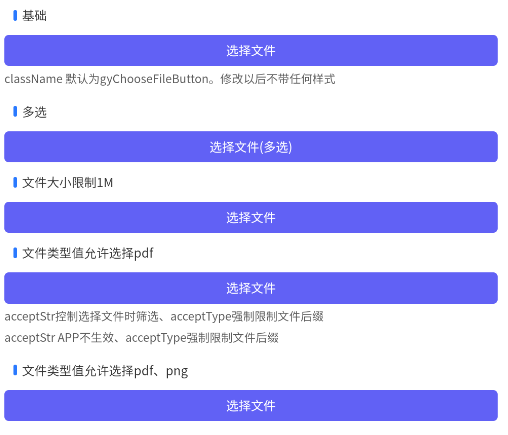 基础
选择文件
className 默认为gyChooseFileButton。修改以后不带任何样式
多选
选择文件(多选)
文件大小限制1M
选择文件
文件类型值允许选择pdf
选择文件
acceptStr控制选择文件时筛选、acceptType强制限制文件后缀
acceptStr APP不生效、acceptType强制限制文件后缀
文件类型值允许选择pdf、png
选择文件